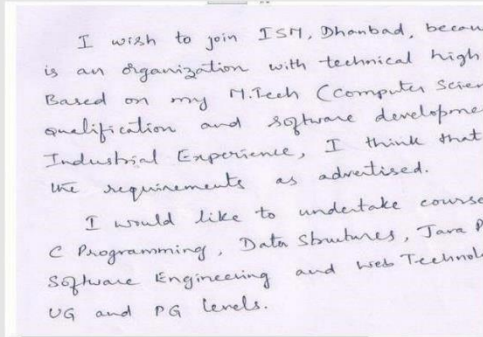 I wish to join ISM, Dhanbad, becau
is an organization with technical high
Based on my M.Tech (Computer Scien
qualification and software developme
Industrial Experience, I think that
the requirements as advertised.
I would like to undertake course
C Programming, Data Structures, Java P
Software Engineering and Web Technol
UG and PG levels.